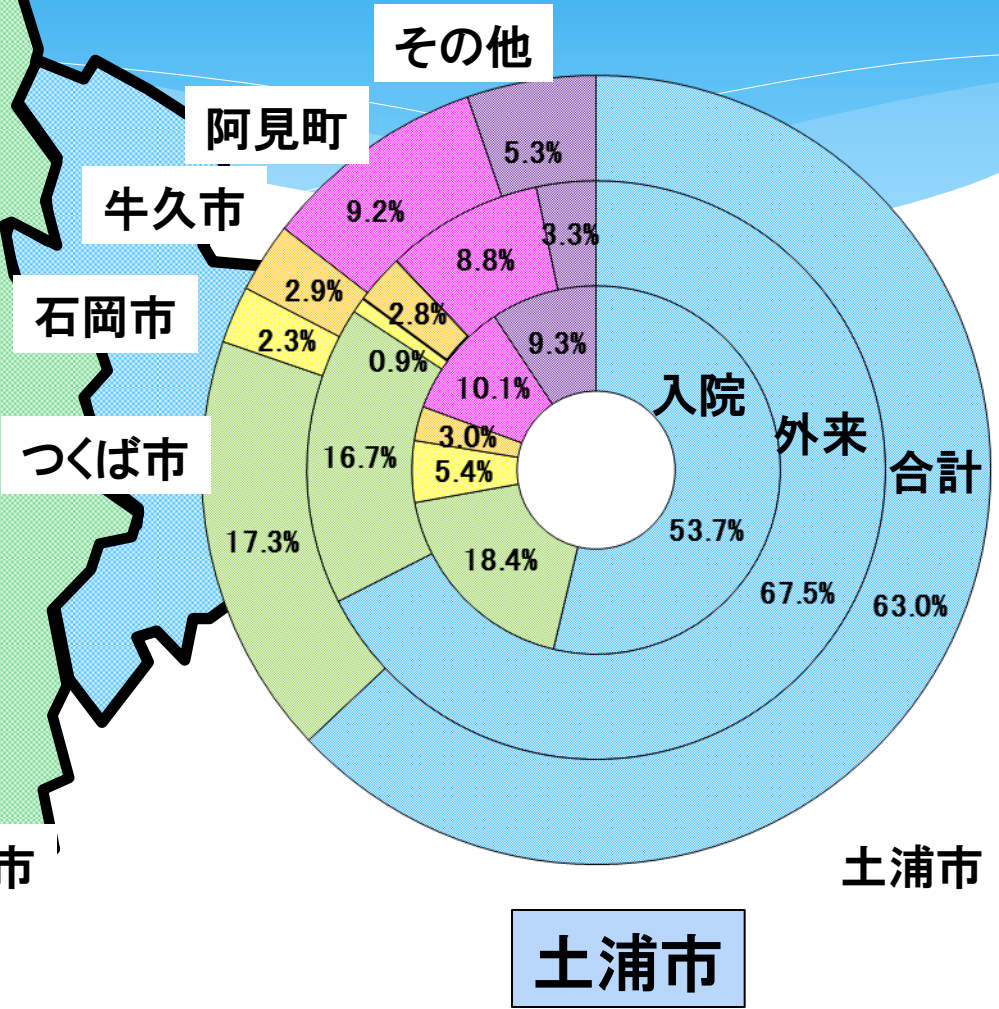 その他
阿見町
牛久市
石岡市
つくば市
5.3%
9.2%
2.9%
2.3%
17.3%
63.0%
3.3%
8.8%
2.8%
0.9%
16.7%
67.5%
9.3%
10.1%
3.0%
5.4%
18.4%
53.7%
入院
外来
合計
市
土浦市
土浦市